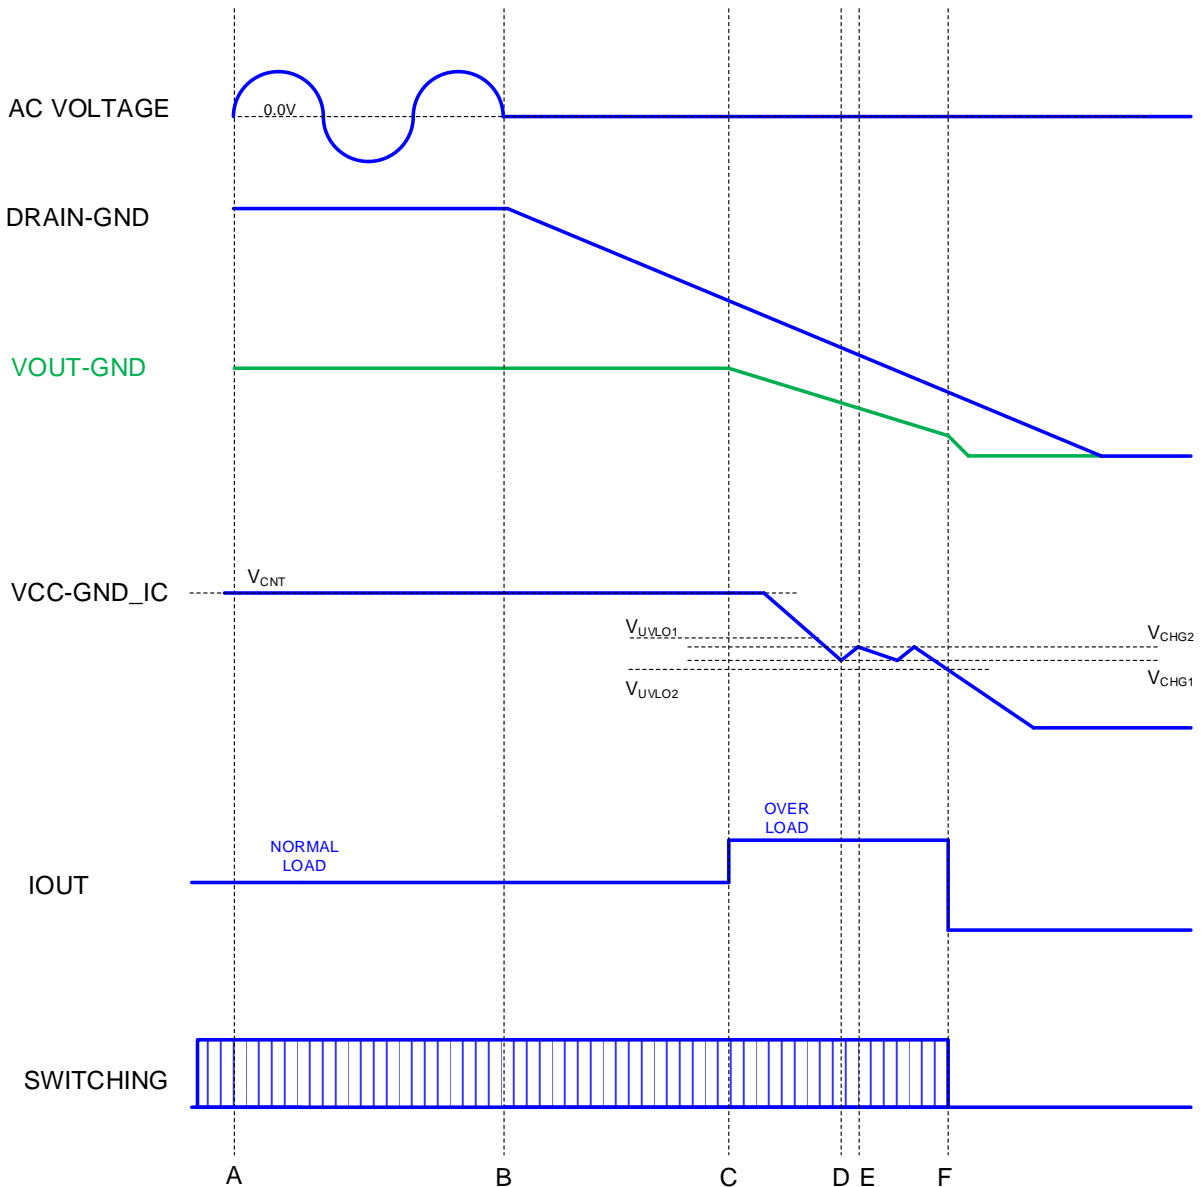 AC VOLTAGE
0.0V
DRAIN-GND
VOUT-GND
VCC-GND_IC
VCNT
VUVLO1
VCHG2
VUVLO2
VCHG1
OVER
LOAD
NORMAL
LOAD
IOUT
SWITCHING
A B C D E F